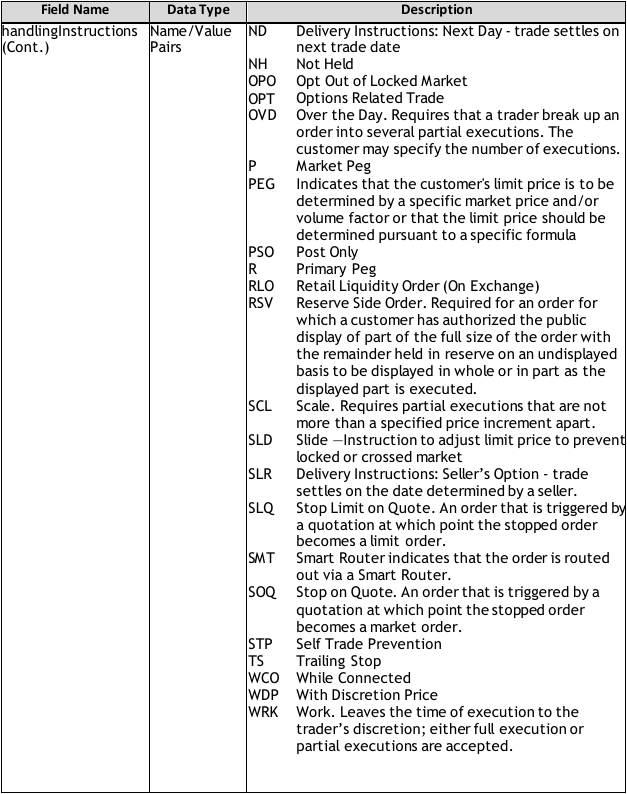 Field Name Data Type Description
handlingInstructions Name/Value ND Delivery Instructions: Next Day - trade settles on
(Cont.) Pairs next trade date
NH Not Held
OPO Opt Out of Locked Market
OPT Options Related Trade
OVD Over the Day. Requires that a trader break up an
order into several partial executions. The
customer may specify the number of executions.
P Market Peg
PEG Indicates that the customer's limit price is to be
determined by a specific market price and/or
volume factor or that the limit price should be
determined pursuant to a specific formula
PSO Post Only
R Primary Peg
RLO Retail Liquidity Order (On Exchange)
RSV Reserve Side Order. Required for an order for
which a customer has authorized the public
display of part of the full size of the order with
the remainder held in reserve on an undisplayed
basis to be displayed in whole or in part as the
displayed part is executed.
SCL Scale. Requires partial executions that are not
more than a specified price increment apart.
SLD Slide —Instruction to adjust limit price to prevent
locked or crossed market
SLR Delivery Instructions: Seller’s Option - trade
settles on the date determined by a seller.
SLQ Stop Limit on Quote. An order that is triggered by
a quotation at which point the stopped order
becomes a limit order.
SMT Smart Router indicates that the order is routed
out via a Smart Router.
SOQ Stop on Quote. An order that is triggered by a
quotation at which point the stopped order
becomes a market order.
STP Self Trade Prevention
TS Trailing Stop
WCO While Connected
WDP With Discretion Price
WRK Work. Leaves the time of execution to the
trader’s discretion; either full execution or
partial executions are accepted.